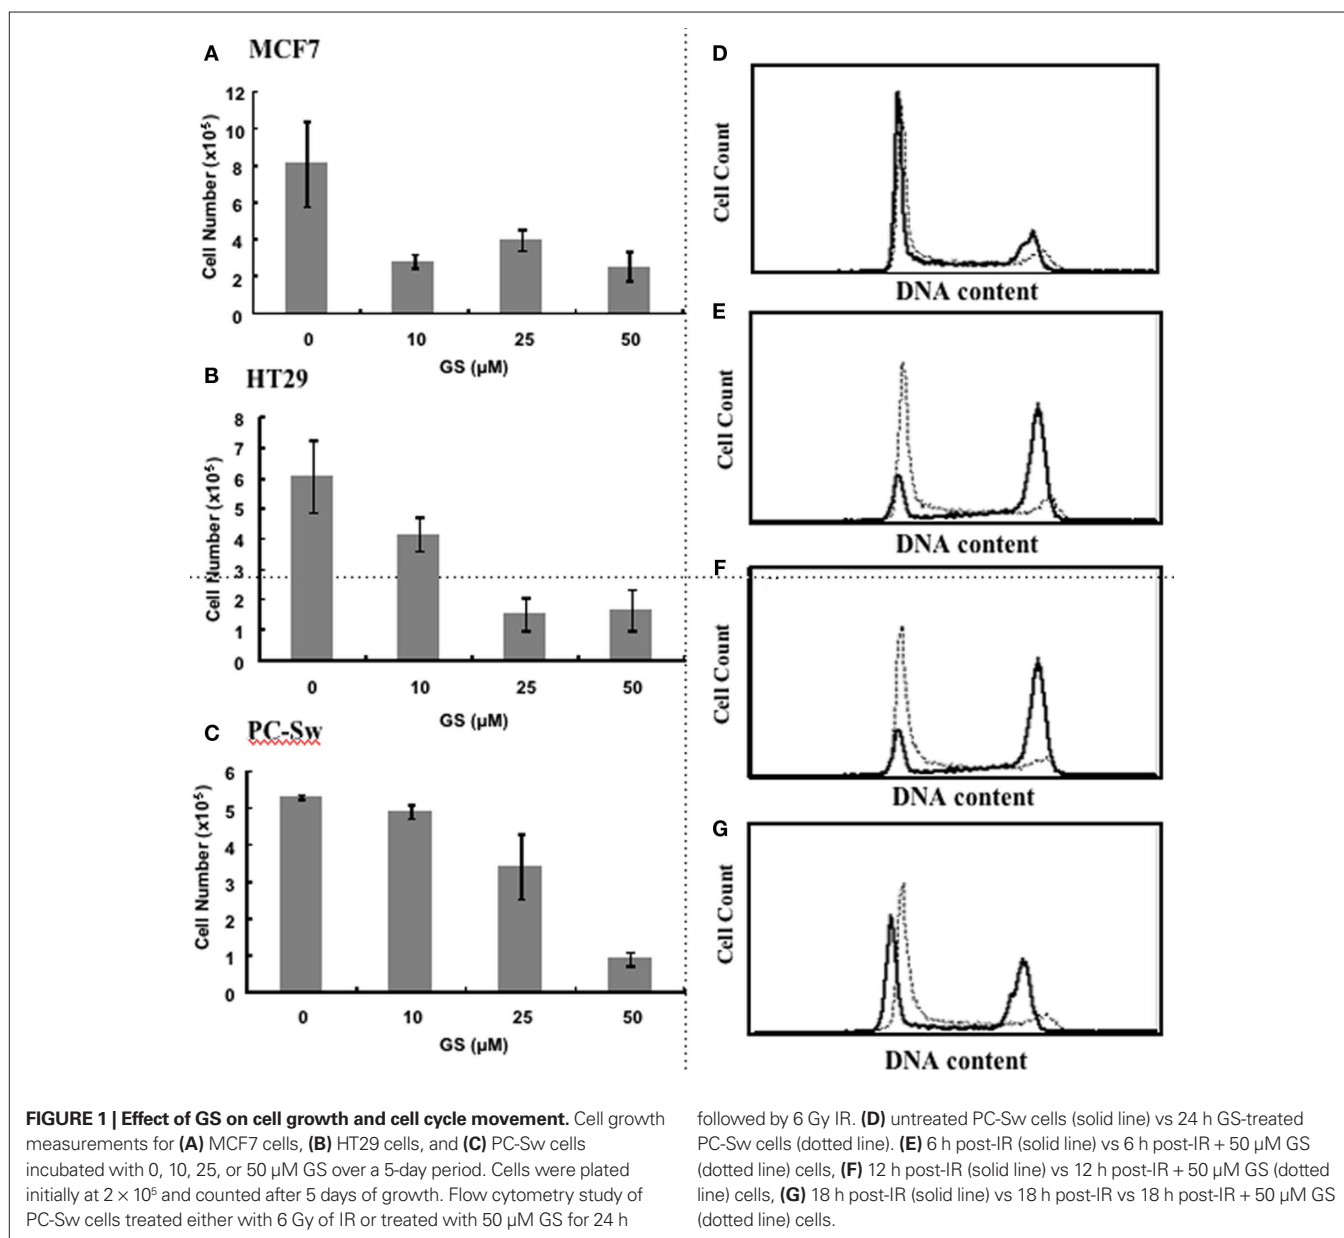 A MCF7
12
10
8
6
4
2
0
Cell Number (x10⁵)
0 10 25 50
GS (µM)
B HT29
8
7
6
5
4
3
2
1
0
Cell Number (x10⁵)
0 10 25 50
GS (µM)
C PC-Sw
6
5
4
3
2
1
0
Cell Number (x10⁵)
0 10 25 50
GS (µM)
D
Cell Count
DNA content
E
Cell Count
DNA content
F
Cell Count
DNA content
G
Cell Count
DNA content
FIGURE 1 | Effect of GS on cell growth and cell cycle movement. Cell growth
measurements for (A) MCF7 cells, (B) HT29 cells, and (C) PC-Sw cells
incubated with 0, 10, 25, or 50 µM GS over a 5-day period. Cells were plated
initially at 2 × 10⁵ and counted after 5 days of growth. Flow cytometry study of
PC-Sw cells treated either with 6 Gy of IR or treated with 50 µM GS for 24 h
followed by 6 Gy IR. (D) untreated PC-Sw cells (solid line) vs 24 h GS-treated
PC-Sw cells (dotted line). (E) 6 h post-IR (solid line) vs 6 h post-IR + 50 µM GS
(dotted line) cells, (F) 12 h post-IR (solid line) vs 12 h post-IR + 50 µM GS (dotted
line) cells, (G) 18 h post-IR (solid line) vs 18 h post-IR vs 18 h post-IR + 50 µM GS
(dotted line) cells.